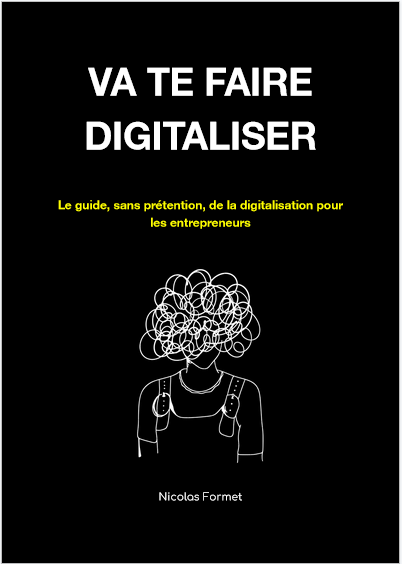 VA TE FAIRE
DIGITALISER
Le guide, sans prétention, de la digitalisation pour
les entrepreneurs
Nicolas Formet